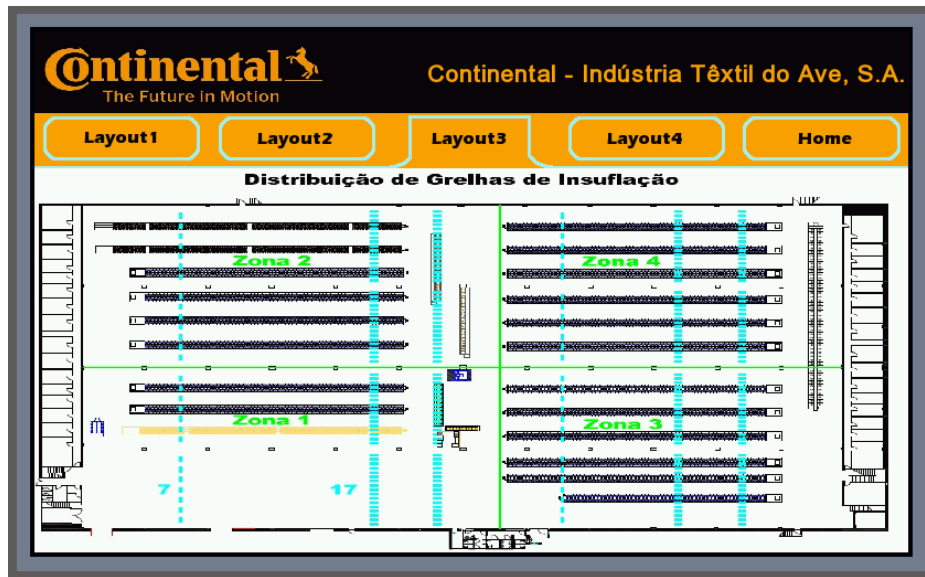 Continental
The Future in Motion
Continental - Indústria Têxtil do Ave, S.A.
Layout1
Layout2
Layout3
Layout4
Home
Distribuição de Grelhas de Insuflação
Zona 2
Zona 4
Zona 1
Zona 3
7
17